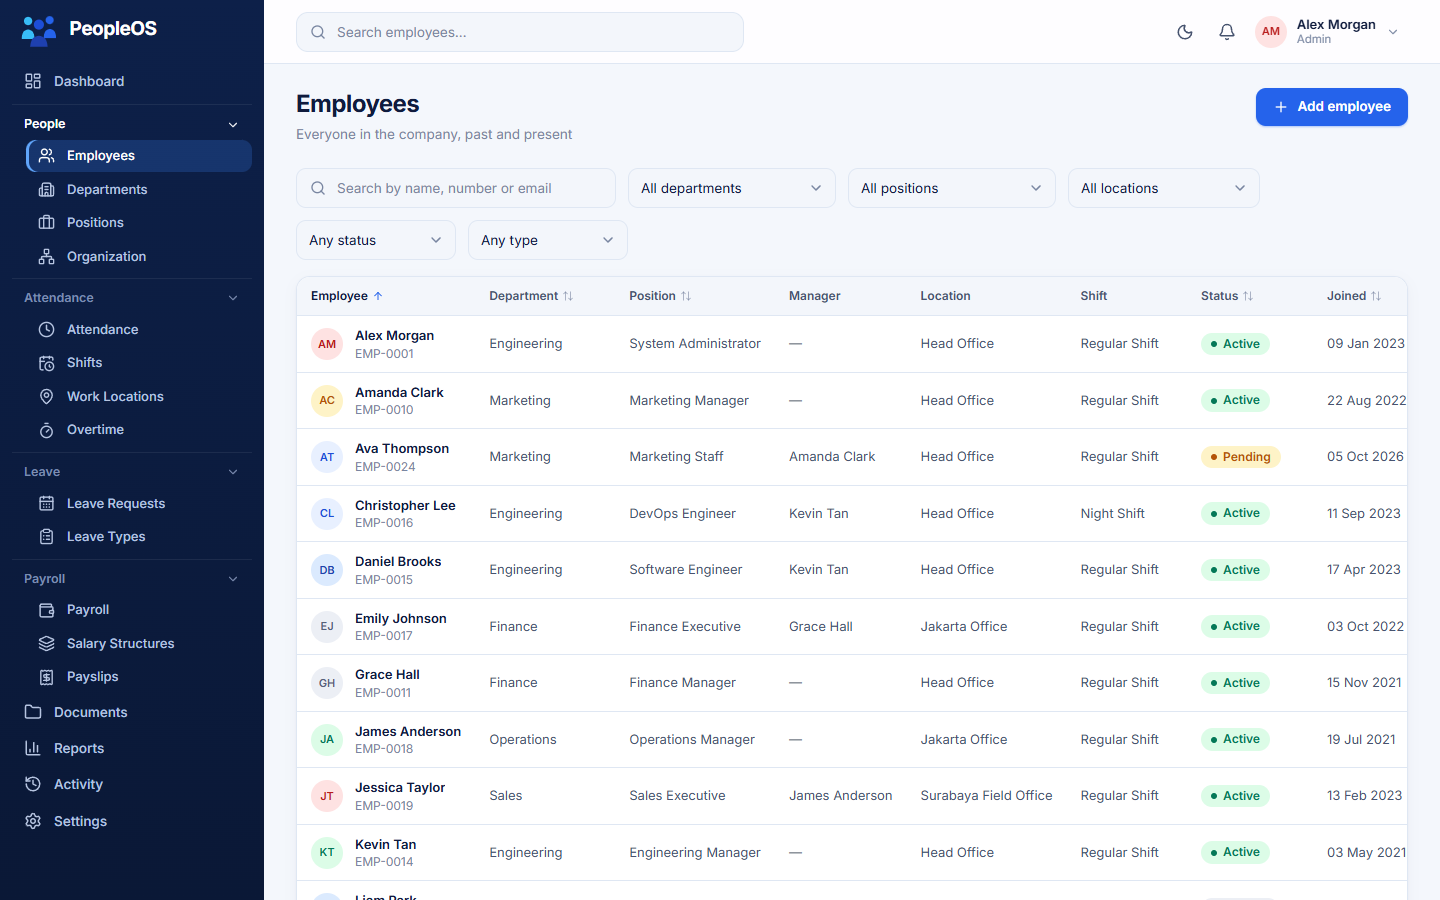 PeopleOS
Search employees...
AM
Alex Morgan
Admin
Dashboard
People
Employees
Departments
Positions
Organization
Attendance
Attendance
Shifts
Work Locations
Overtime
Leave
Leave Requests
Leave Types
Payroll
Payroll
Salary Structures
Payslips
Documents
Reports
Activity
Settings
Employees
Everyone in the company, past and present
+ Add employee
Search by name, number or email
All departments
All positions
All locations
Any status
Any type
Employee Department Position Manager Location Shift Status Joined
AM Alex Morgan EMP-0001 Engineering System Administrator — Head Office Regular Shift Active 09 Jan 2023
AC Amanda Clark EMP-0010 Marketing Marketing Manager — Head Office Regular Shift Active 22 Aug 2022
AT Ava Thompson EMP-0024 Marketing Marketing Staff Amanda Clark Head Office Regular Shift Pending 05 Oct 2026
CL Christopher Lee EMP-0016 Engineering DevOps Engineer Kevin Tan Head Office Night Shift Active 11 Sep 2023
DB Daniel Brooks EMP-0015 Engineering Software Engineer Kevin Tan Head Office Regular Shift Active 17 Apr 2023
EJ Emily Johnson EMP-0017 Finance Finance Executive Grace Hall Jakarta Office Regular Shift Active 03 Oct 2022
GH Grace Hall EMP-0011 Finance Finance Manager — Head Office Regular Shift Active 15 Nov 2021
JA James Anderson EMP-0018 Operations Operations Manager — Jakarta Office Regular Shift Active 19 Jul 2021
JT Jessica Taylor EMP-0019 Sales Sales Executive James Anderson Surabaya Field Office Regular Shift Active 13 Feb 2023
KT Kevin Tan EMP-0014 Engineering Engineering Manager — Head Office Regular Shift Active 03 May 2021